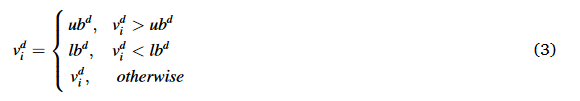 v_i^d = { ub^d, v_i^d > ub^d
lb^d, v_i^d < lb^d
v_i^d, otherwise
(3)